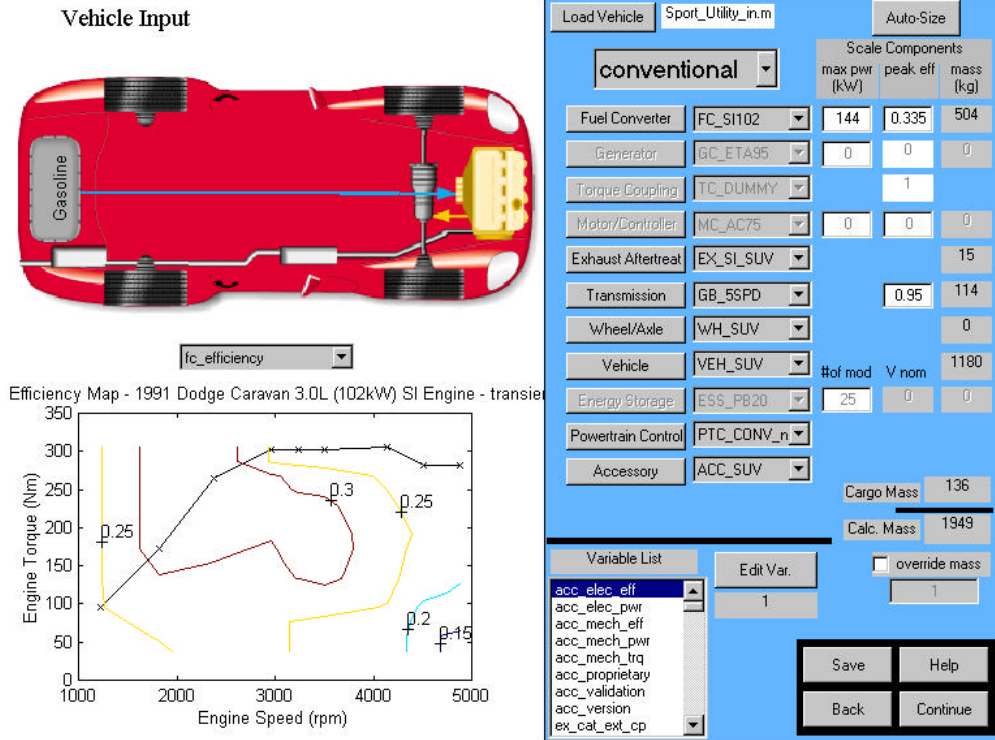 Vehicle Input
Gasoline
fc_efficiency
Efficiency Map - 1991 Dodge Caravan 3.0L (102kW) SI Engine - transien
Engine Torque (Nm)
350
300
250
200
150
100
50
0
0.25
0.3
0.25
0.2
0.15
1000 2000 3000 4000 5000
Engine Speed (rpm)
Load Vehicle Sport_Utility_in.m Auto-Size
Scale Components
conventional max pwr (kW) peak eff mass (kg)
Fuel Converter FC_SI102 144 0.335 504
Generator GC_ETA95 0 0 0
Torque Coupling TC_DUMMY 1
Motor/Controller MC_AC75 0 0 0
Exhaust Aftertreat EX_SI_SUV 15
Transmission GB_5SPD 0.95 114
Wheel/Axle WH_SUV 0
Vehicle VEH_SUV 1180
#of mod V nom
Energy Storage ESS_PB20 25 0 0
Powertrain Control PTC_CONV_n
Accessory ACC_SUV
Cargo Mass 136
Calc. Mass 1949
override mass
1
Variable List
Edit Var.
1
acc_elec_eff
acc_elec_pwr
acc_mech_eff
acc_mech_pwr
acc_mech_trq
acc_proprietary
acc_validation
acc_version
ex_cat_ext_cp
Save Help
Back Continue